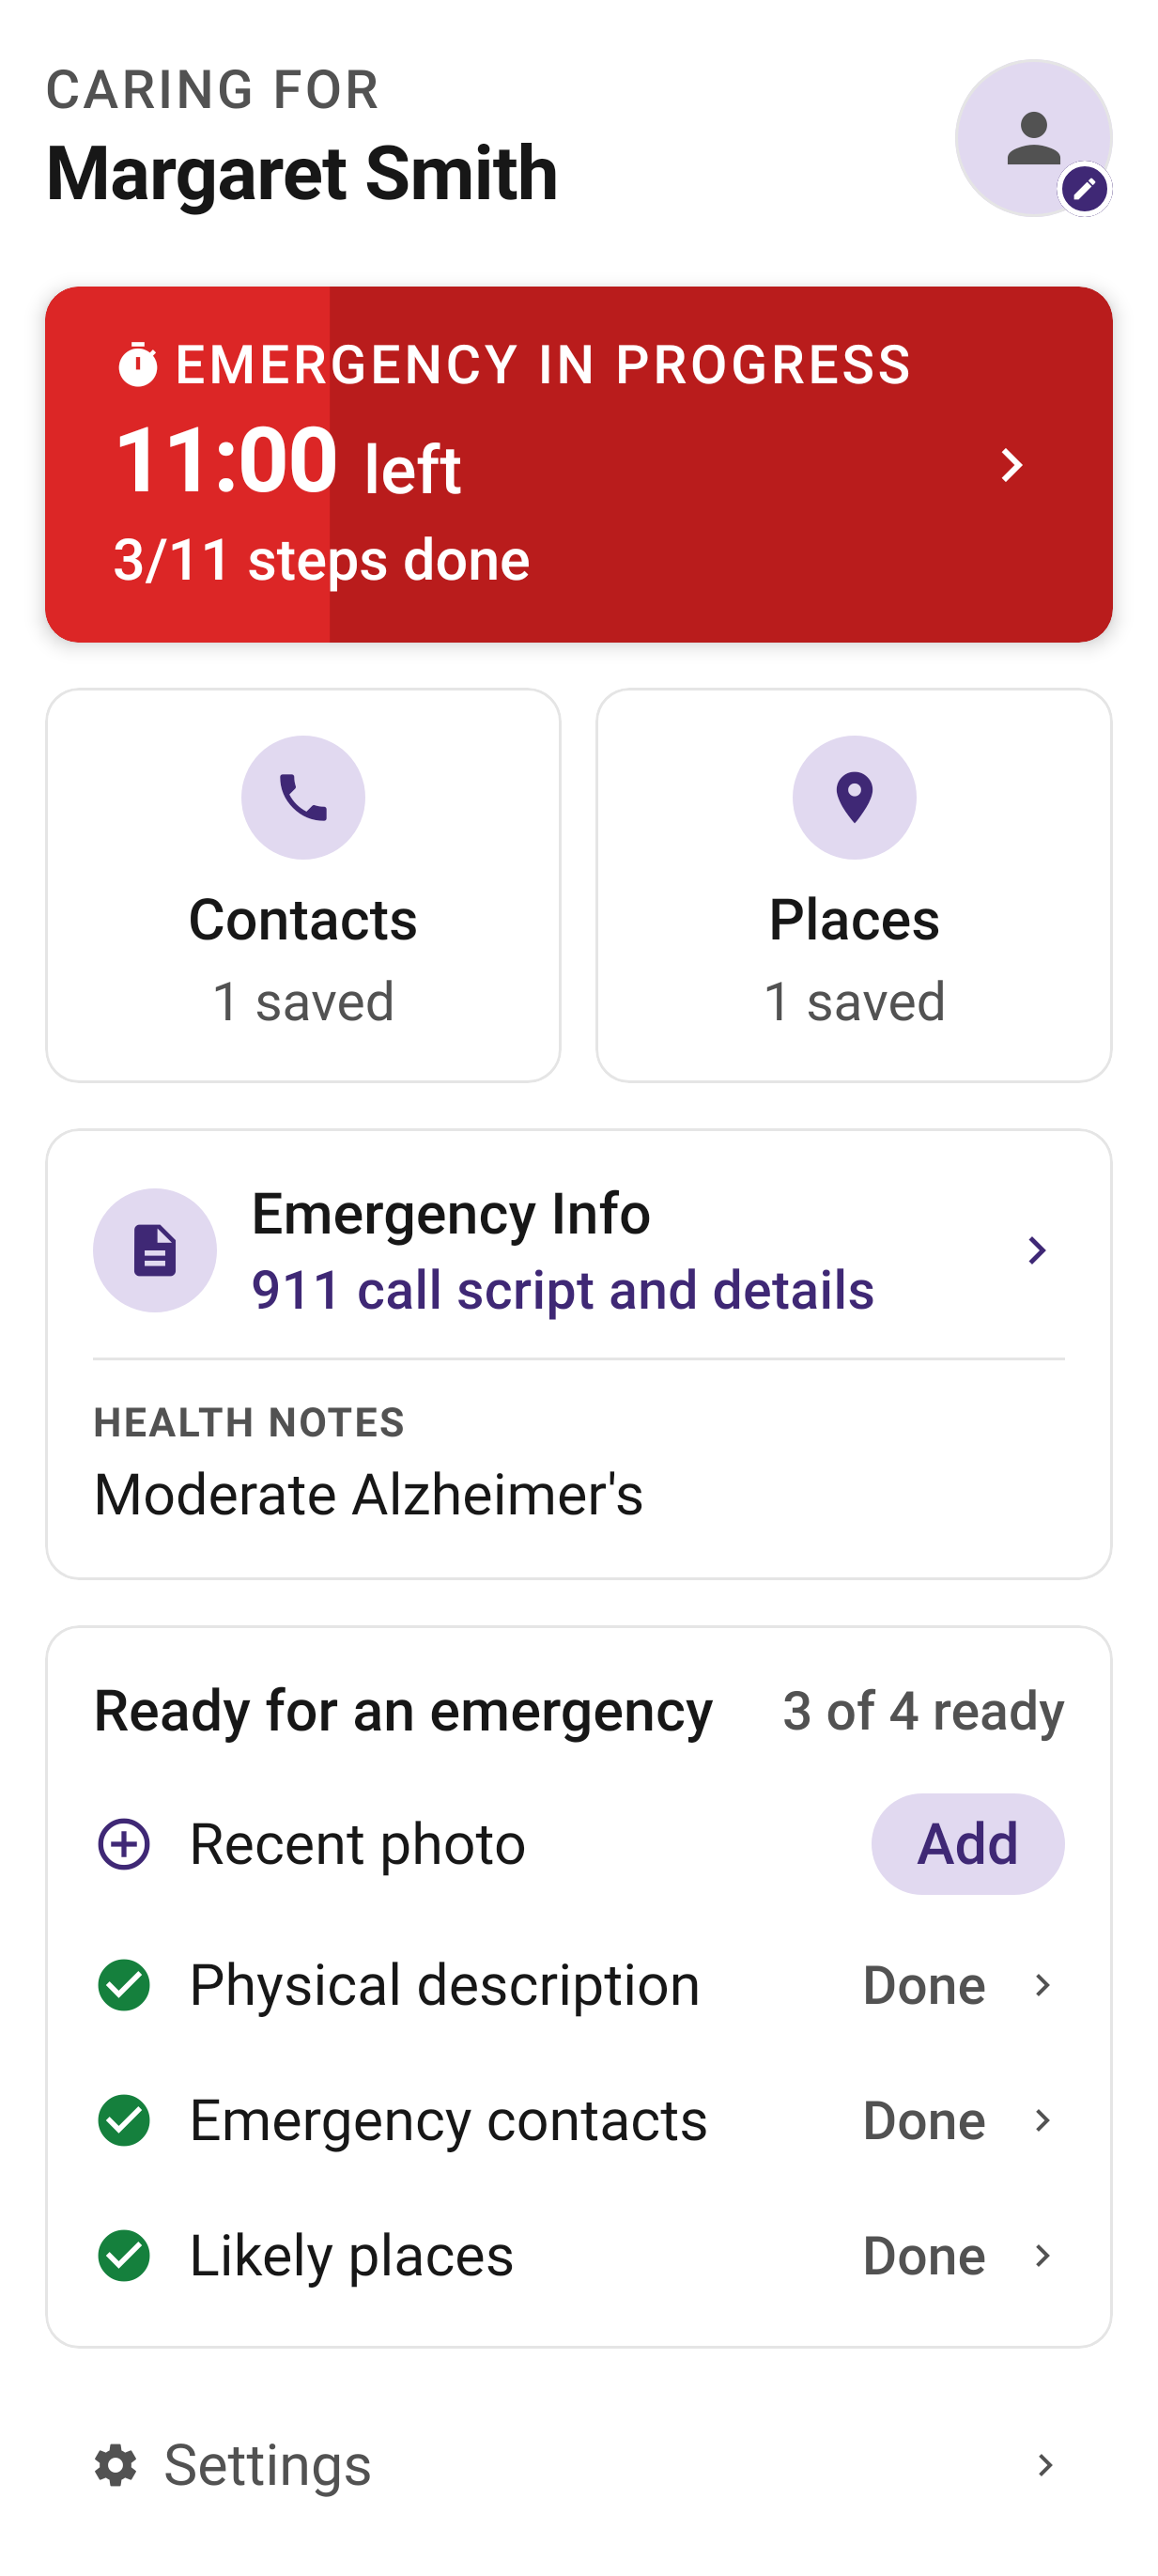 CARING FOR
Margaret Smith
EMERGENCY IN PROGRESS
11:00 left
3/11 steps done
Contacts
1 saved
Places
1 saved
Emergency Info
911 call script and details
HEALTH NOTES
Moderate Alzheimer's
Ready for an emergency 3 of 4 ready
Recent photo Add
Physical description Done
Emergency contacts Done
Likely places Done
Settings